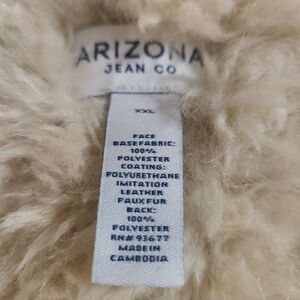 ARIZONA
JEAN CO
XXL
FACE
BASEFABRIC:
100%
POLYESTER
COATING:
POLYURETHANE
IMITATION
LEATHER
FAUXFUR
BACK:
100%
POLYESTER
RN# 93677
MADE IN
CAMBODIA